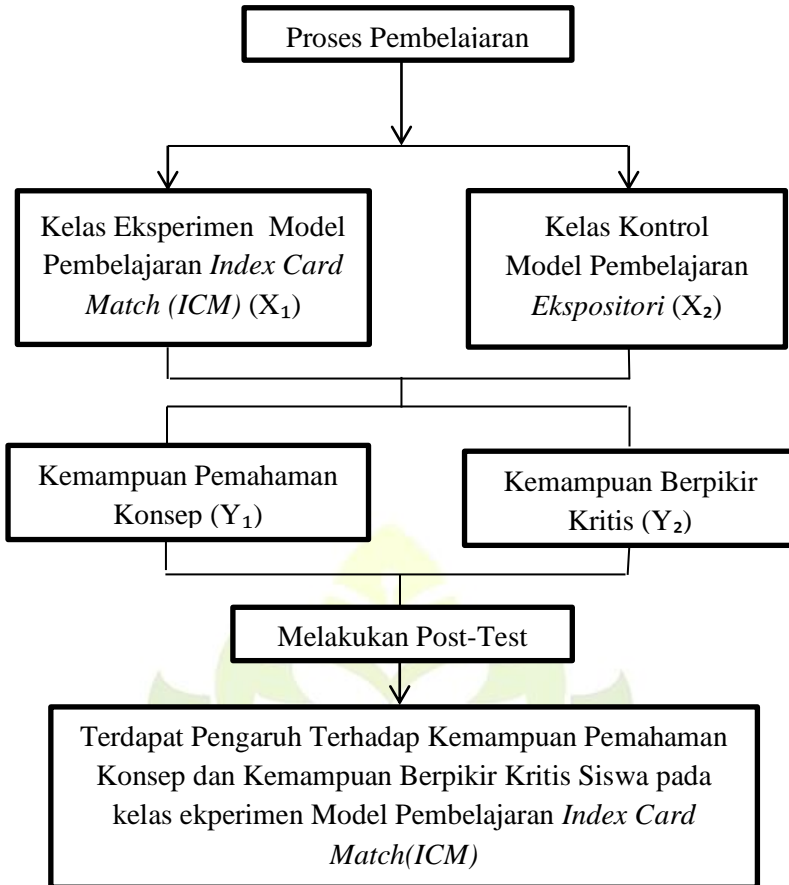 Proses Pembelajaran
Kelas Eksperimen Model
Pembelajaran Index Card
Match (ICM) (X₁)
Kelas Kontrol
Model Pembelajaran
Ekspositori (X₂)
Kemampuan Pemahaman
Konsep (Y₁)
Kemampuan Berpikir
Kritis (Y₂)
Melakukan Post-Test
Terdapat Pengaruh Terhadap Kemampuan Pemahaman
Konsep dan Kemampuan Berpikir Kritis Siswa pada
kelas ekperimen Model Pembelajaran Index Card
Match(ICM)